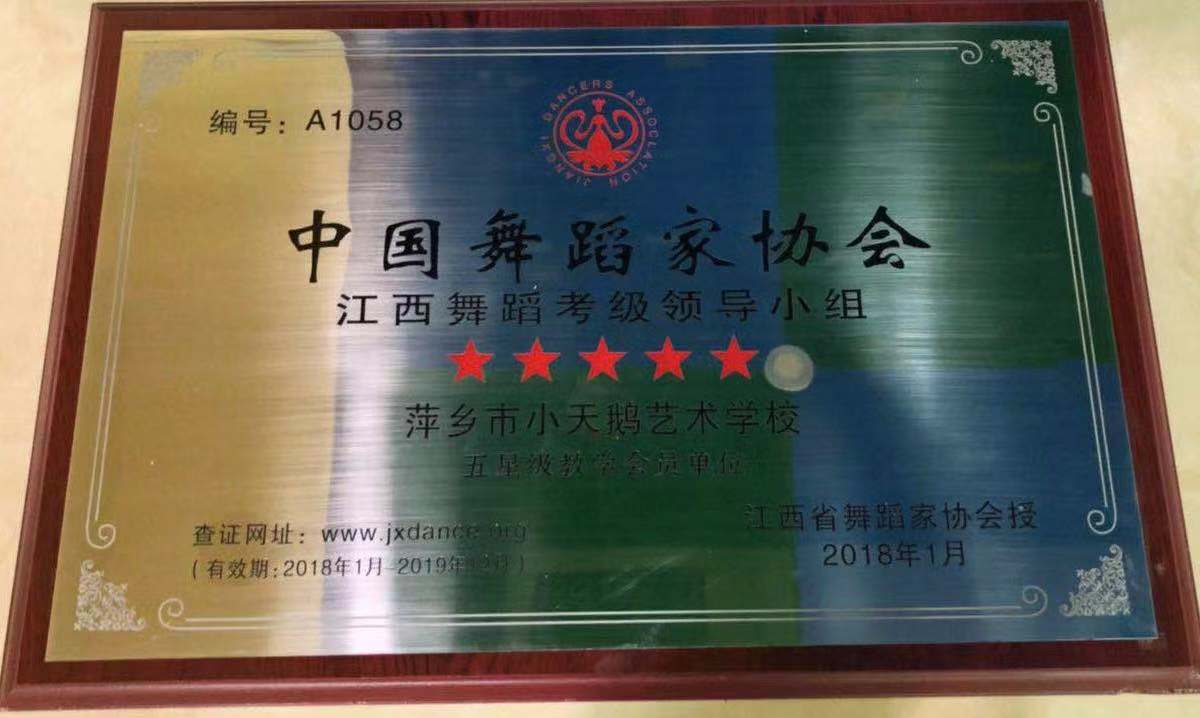 编号：A1058
JIANGXI DANCERS ASSOCIATION
中国舞蹈家协会
江西舞蹈考级领导小组
萍乡市小天鹅艺术学校
五星级教学会员单位
江西省舞蹈家协会授
2018年1月
查证网址：www.jxdance.org
（有效期：2018年1月-2019年12月）